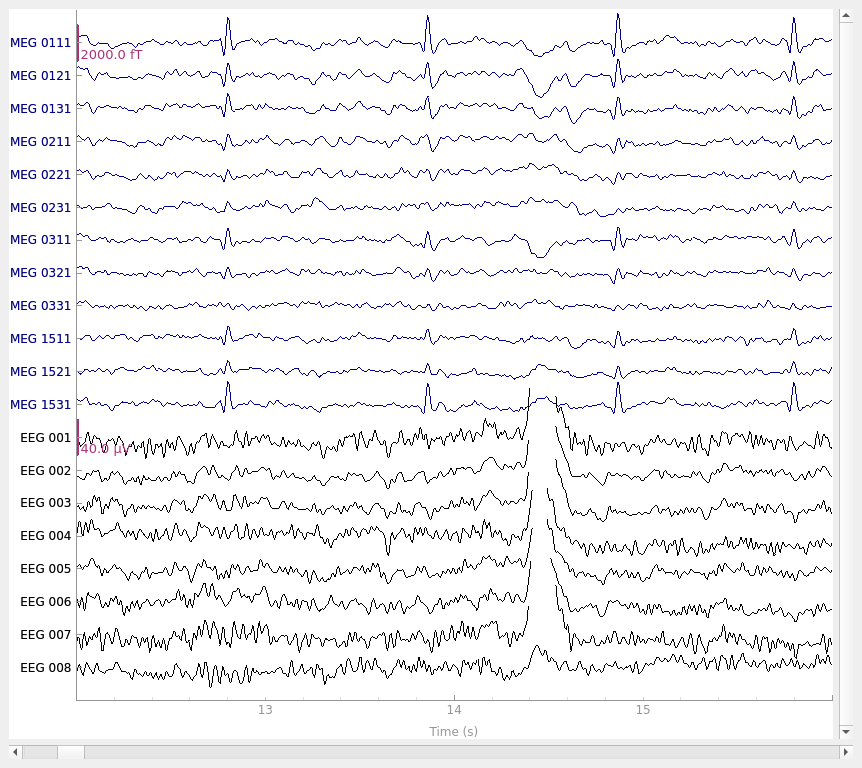 MEG 0111
2000.0 fT
MEG 0121
MEG 0131
MEG 0211
MEG 0221
MEG 0231
MEG 0311
MEG 0321
MEG 0331
MEG 1511
MEG 1521
MEG 1531
EEG 001
40.0 µV
EEG 002
EEG 003
EEG 004
EEG 005
EEG 006
EEG 007
EEG 008
13 14 15
Time (s)